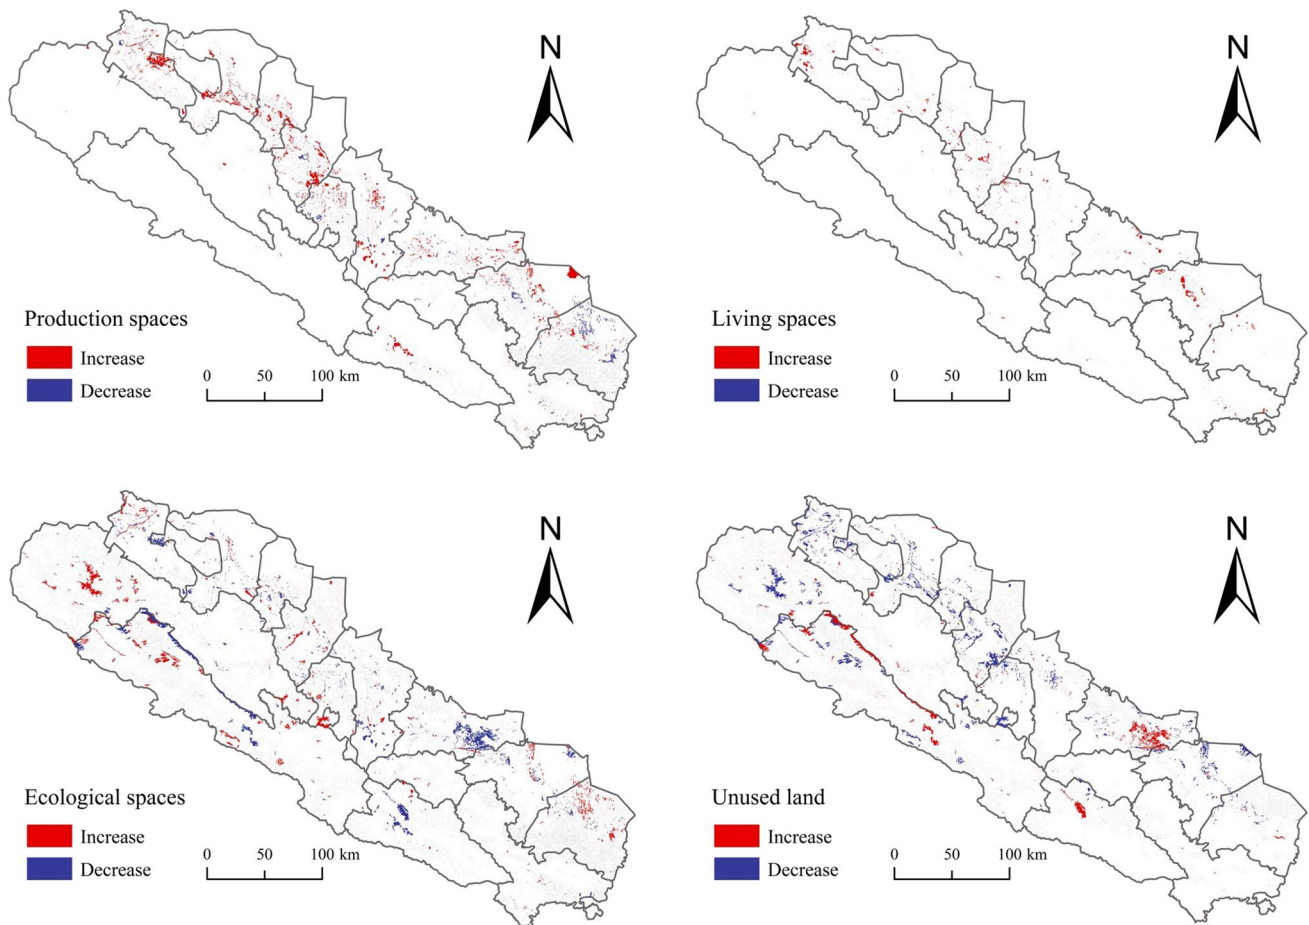 N
Production spaces
Increase
Decrease
0 50 100 km
N
Living spaces
Increase
Decrease
0 50 100 km
N
Ecological spaces
Increase
Decrease
0 50 100 km
N
Unused land
Increase
Decrease
0 50 100 km